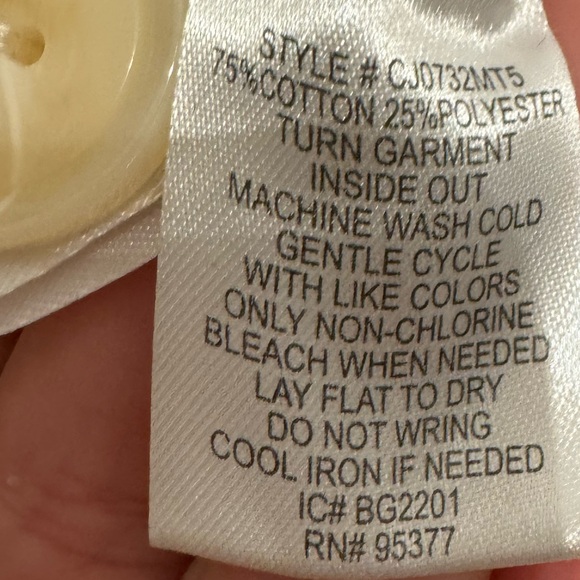 STYLE # CJ0732MT5
75%COTTON 25%POLYESTER
TURN GARMENT
INSIDE OUT
MACHINE WASH COLD
GENTLE CYCLE
WITH LIKE COLORS
ONLY NON-CHLORINE
BLEACH WHEN NEEDED
LAY FLAT TO DRY
DO NOT WRING
COOL IRON IF NEEDED
IC# BG2201
RN# 95377